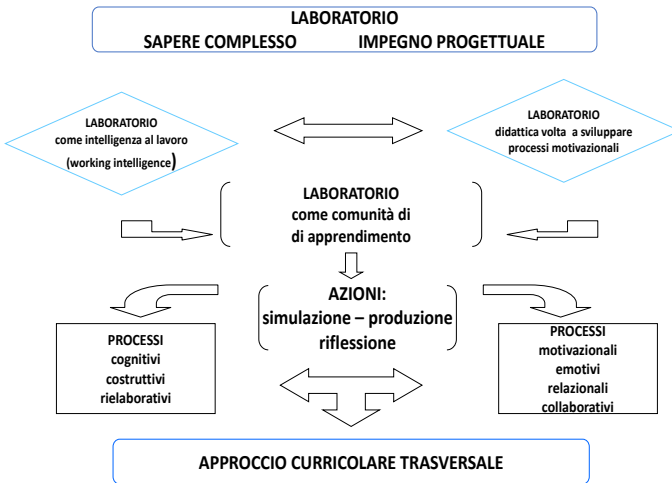 LABORATORIO
SAPERE COMPLESSO IMPEGNO PROGETTUALE
LABORATORIO
come intelligenza al lavoro
(working intelligence)
LABORATORIO
didattica volta a sviluppare
processi motivazionali
LABORATORIO
come comunità di
di apprendimento
AZIONI:
simulazione – produzione
riflessione
PROCESSI
cognitivi
costruttivi
rielaborativi
PROCESSI
motivazionali
emotivi
relazionali
collaborativi
APPROCCIO CURRICOLARE TRASVERSALE